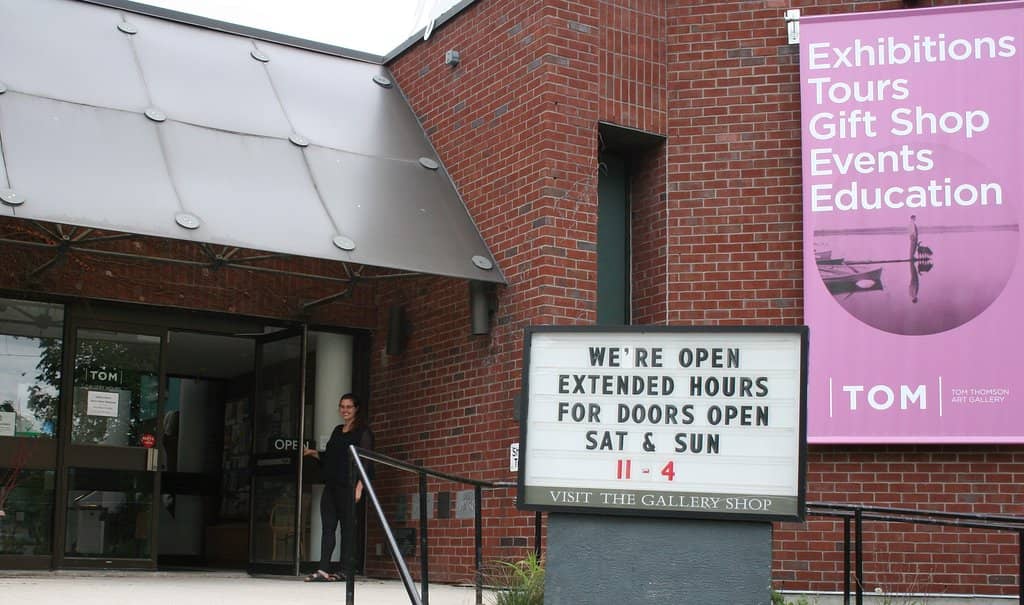 Exhibitions
Tours
Gift Shop
Events
Education
TOM
TOM THOMSON
ART GALLERY
WE'RE OPEN
EXTENDED HOURS
FOR DOORS OPEN
SAT & SUN
11 - 4
VISIT THE GALLERY SHOP
TOM
OPEN